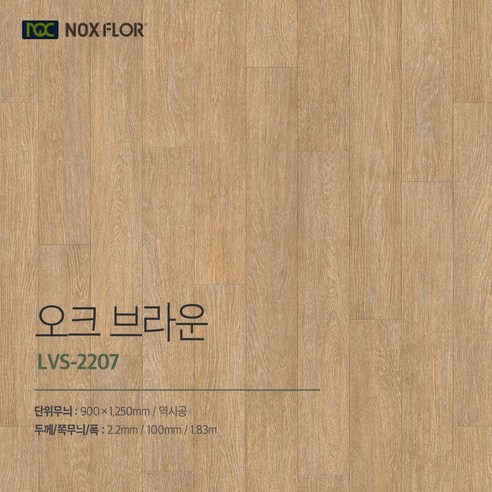 NOX FLOR®
오크 브라운
LVS-2207
단위무늬 : 900×1,250mm / 역시공
두께/쪽무늬/폭 : 2.2mm / 100mm / 1.83m